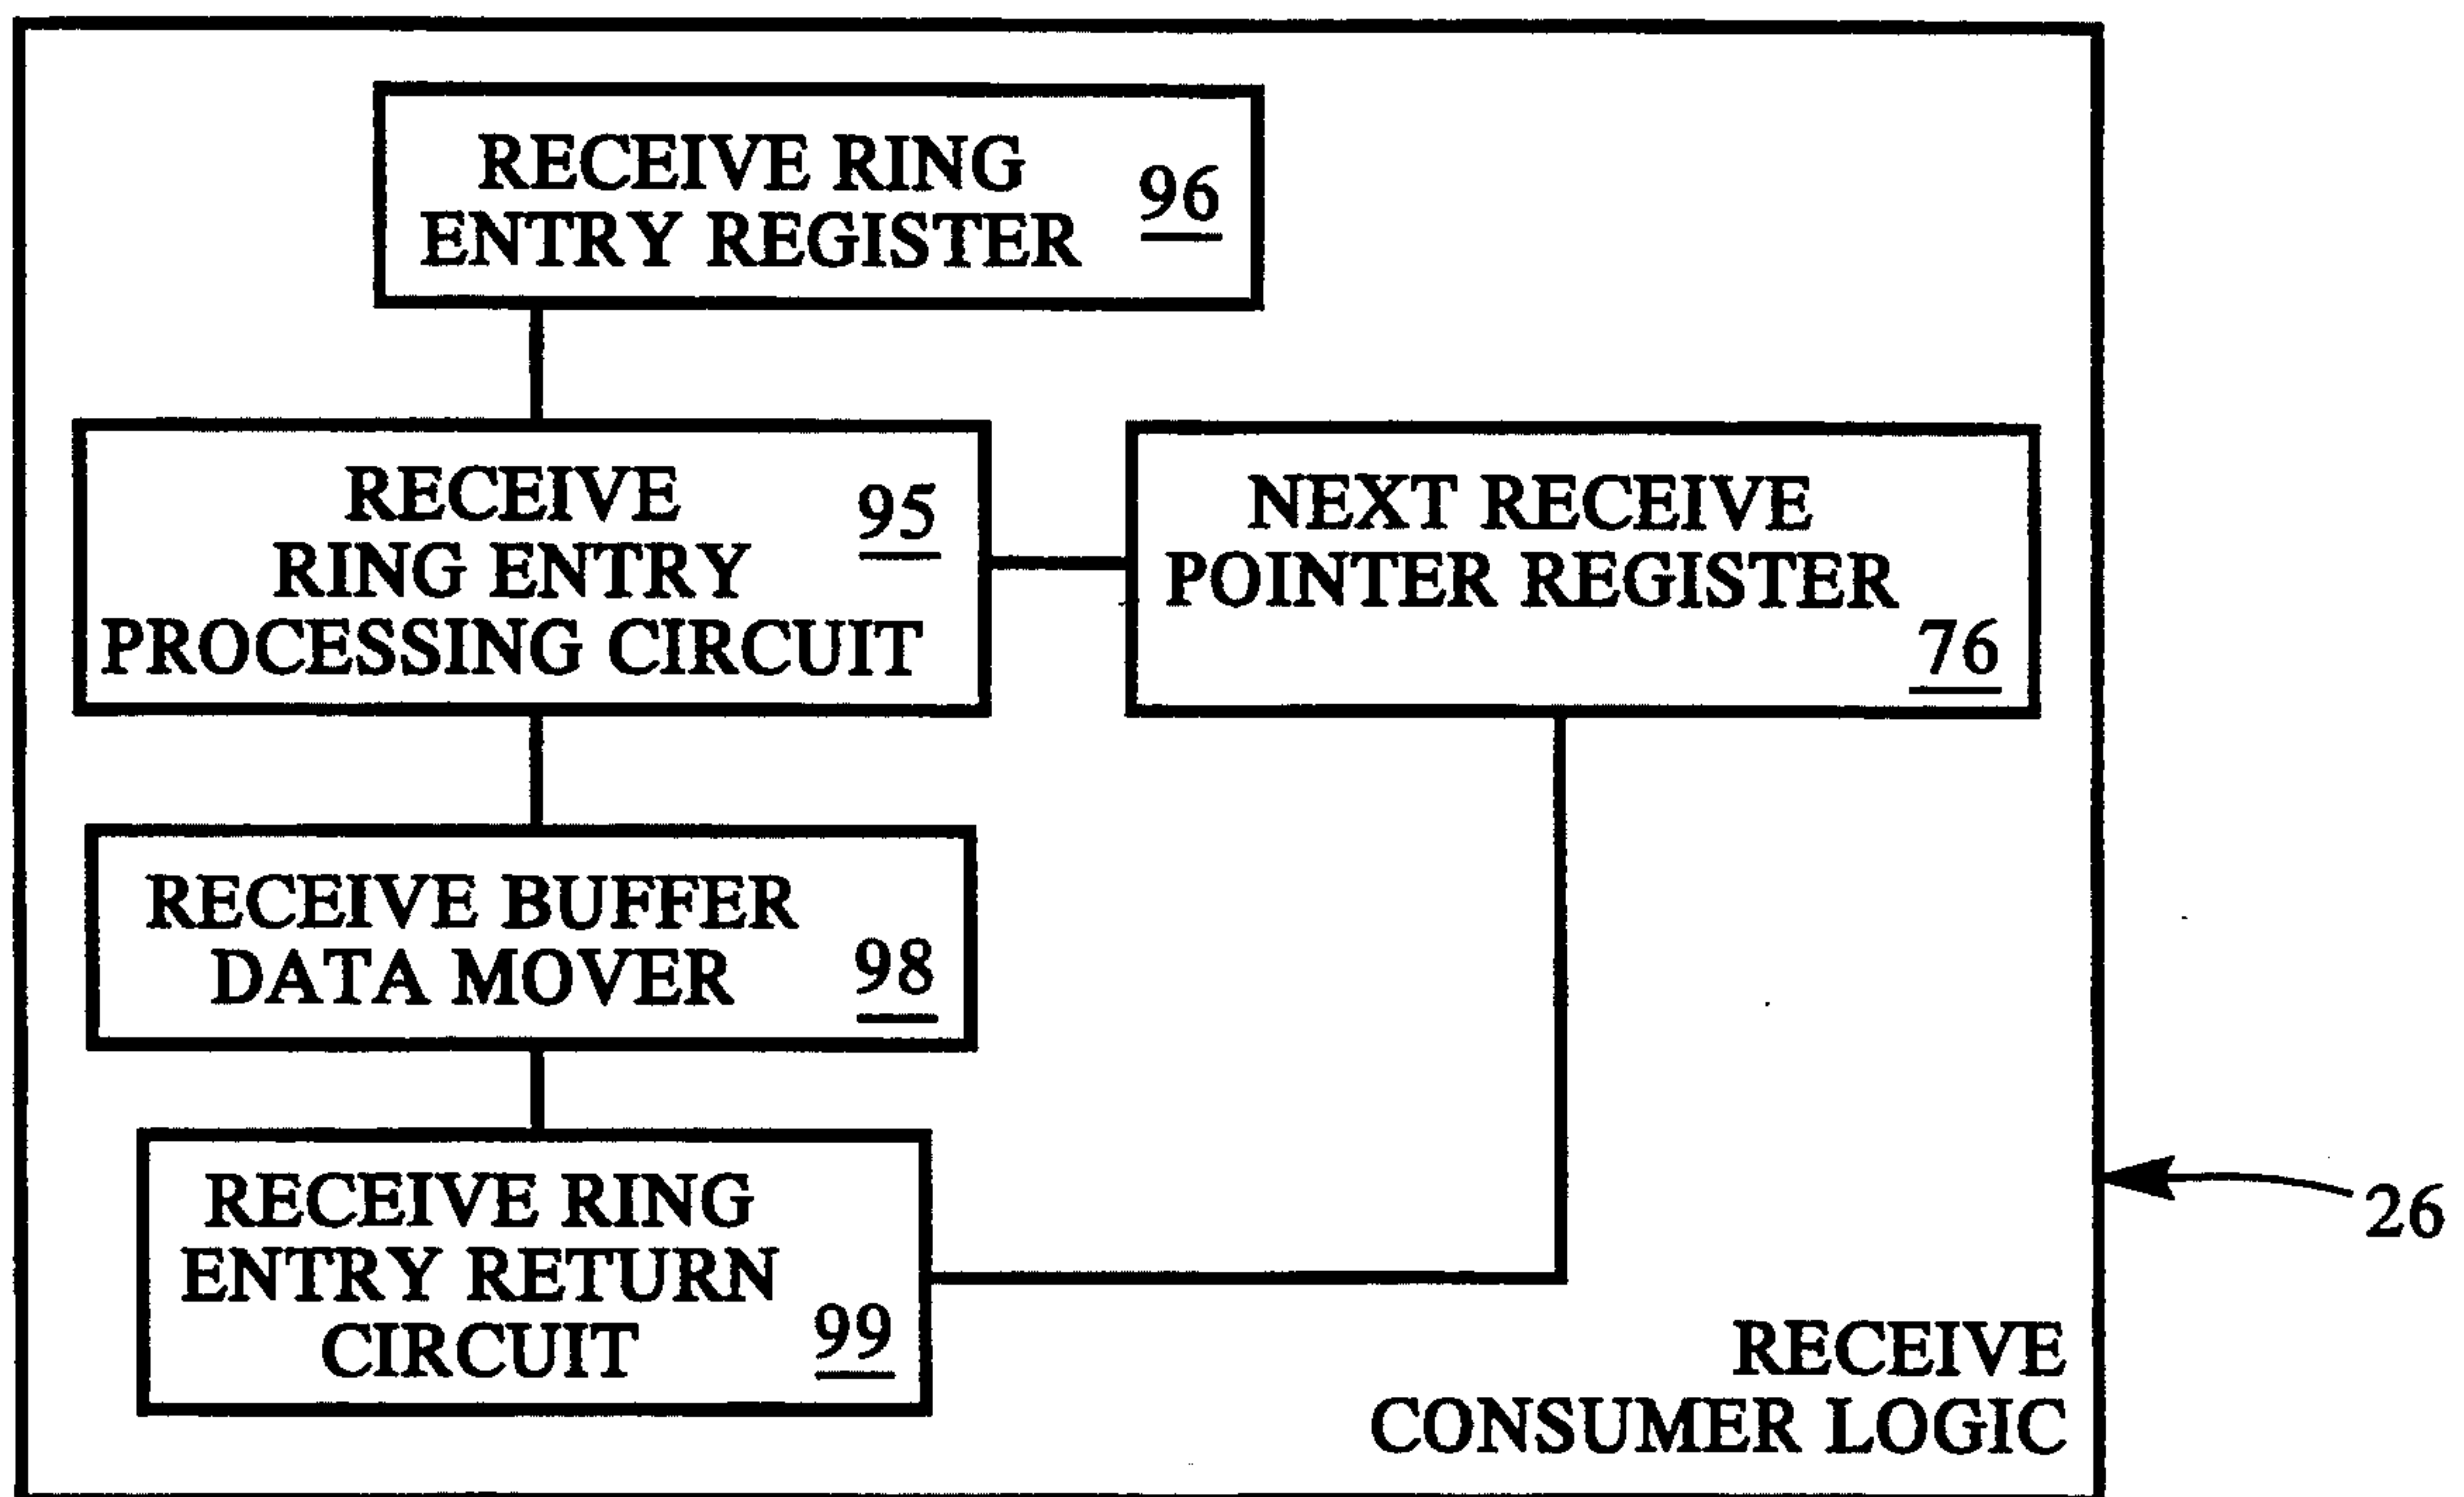 RECEIVE RING
ENTRY REGISTER
96
RECEIVE
RING ENTRY
PROCESSING CIRCUIT
95
NEXT RECEIVE
POINTER REGISTER
76
RECEIVE BUFFER
DATA MOVER
98
RECEIVE RING
ENTRY RETURN
CIRCUIT
99
RECEIVE
CONSUMER LOGIC
26